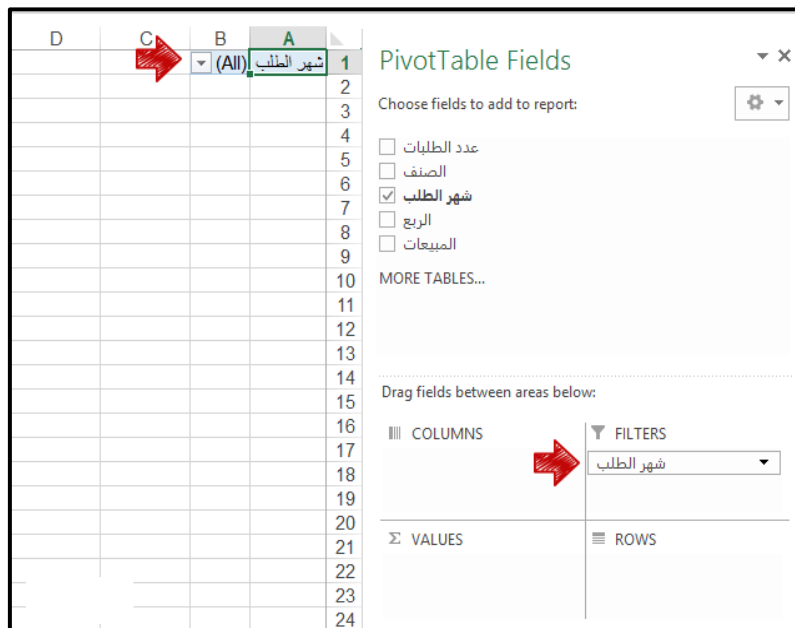 D C B A
1 شهر الطلب (All)
2
3
4
5
6
7
8
9
10
11
12
13
14
15
16
17
18
19
20
21
22
23
24
PivotTable Fields
Choose fields to add to report:
عدد الطلبات
الصنف
شهر الطلب
الربع
المبيعات
MORE TABLES...
Drag fields between areas below:
COLUMNS
FILTERS
شهر الطلب
Σ VALUES
ROWS